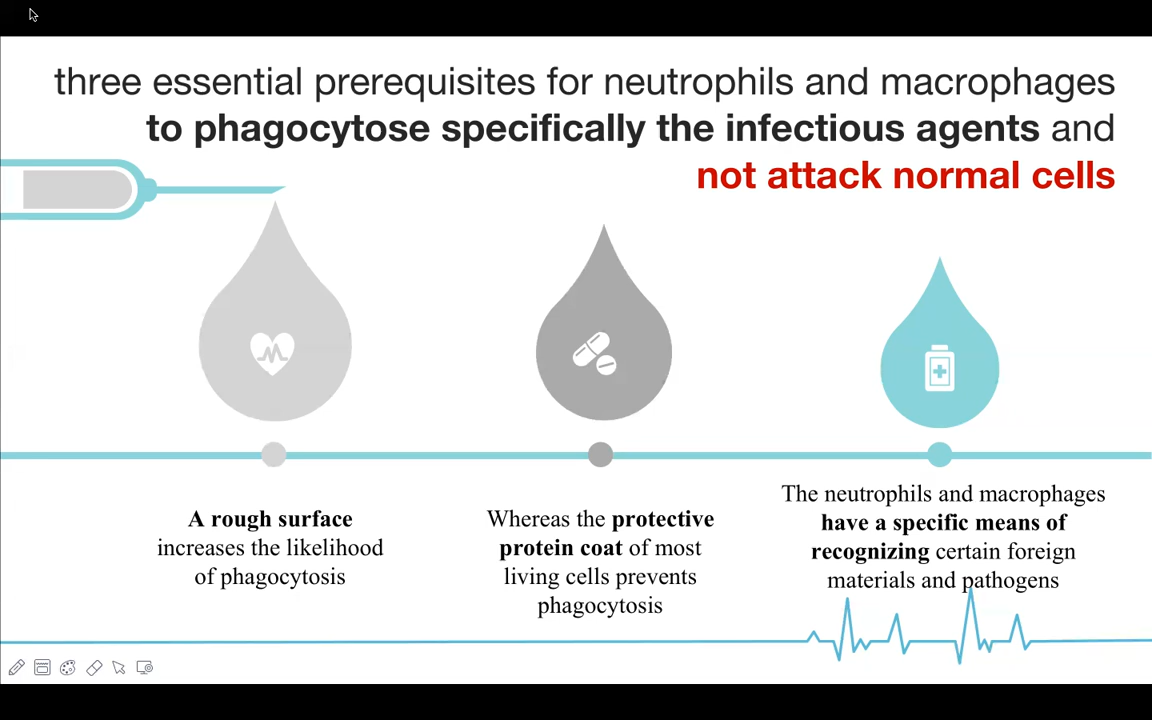 three essential prerequisites for neutrophils and macrophages
to phagocytose specifically the infectious agents and
not attack normal cells
A rough surface
increases the likelihood
of phagocytosis
Whereas the protective
protein coat of most
living cells prevents
phagocytosis
The neutrophils and macrophages
have a specific means of
recognizing certain foreign
materials and pathogens